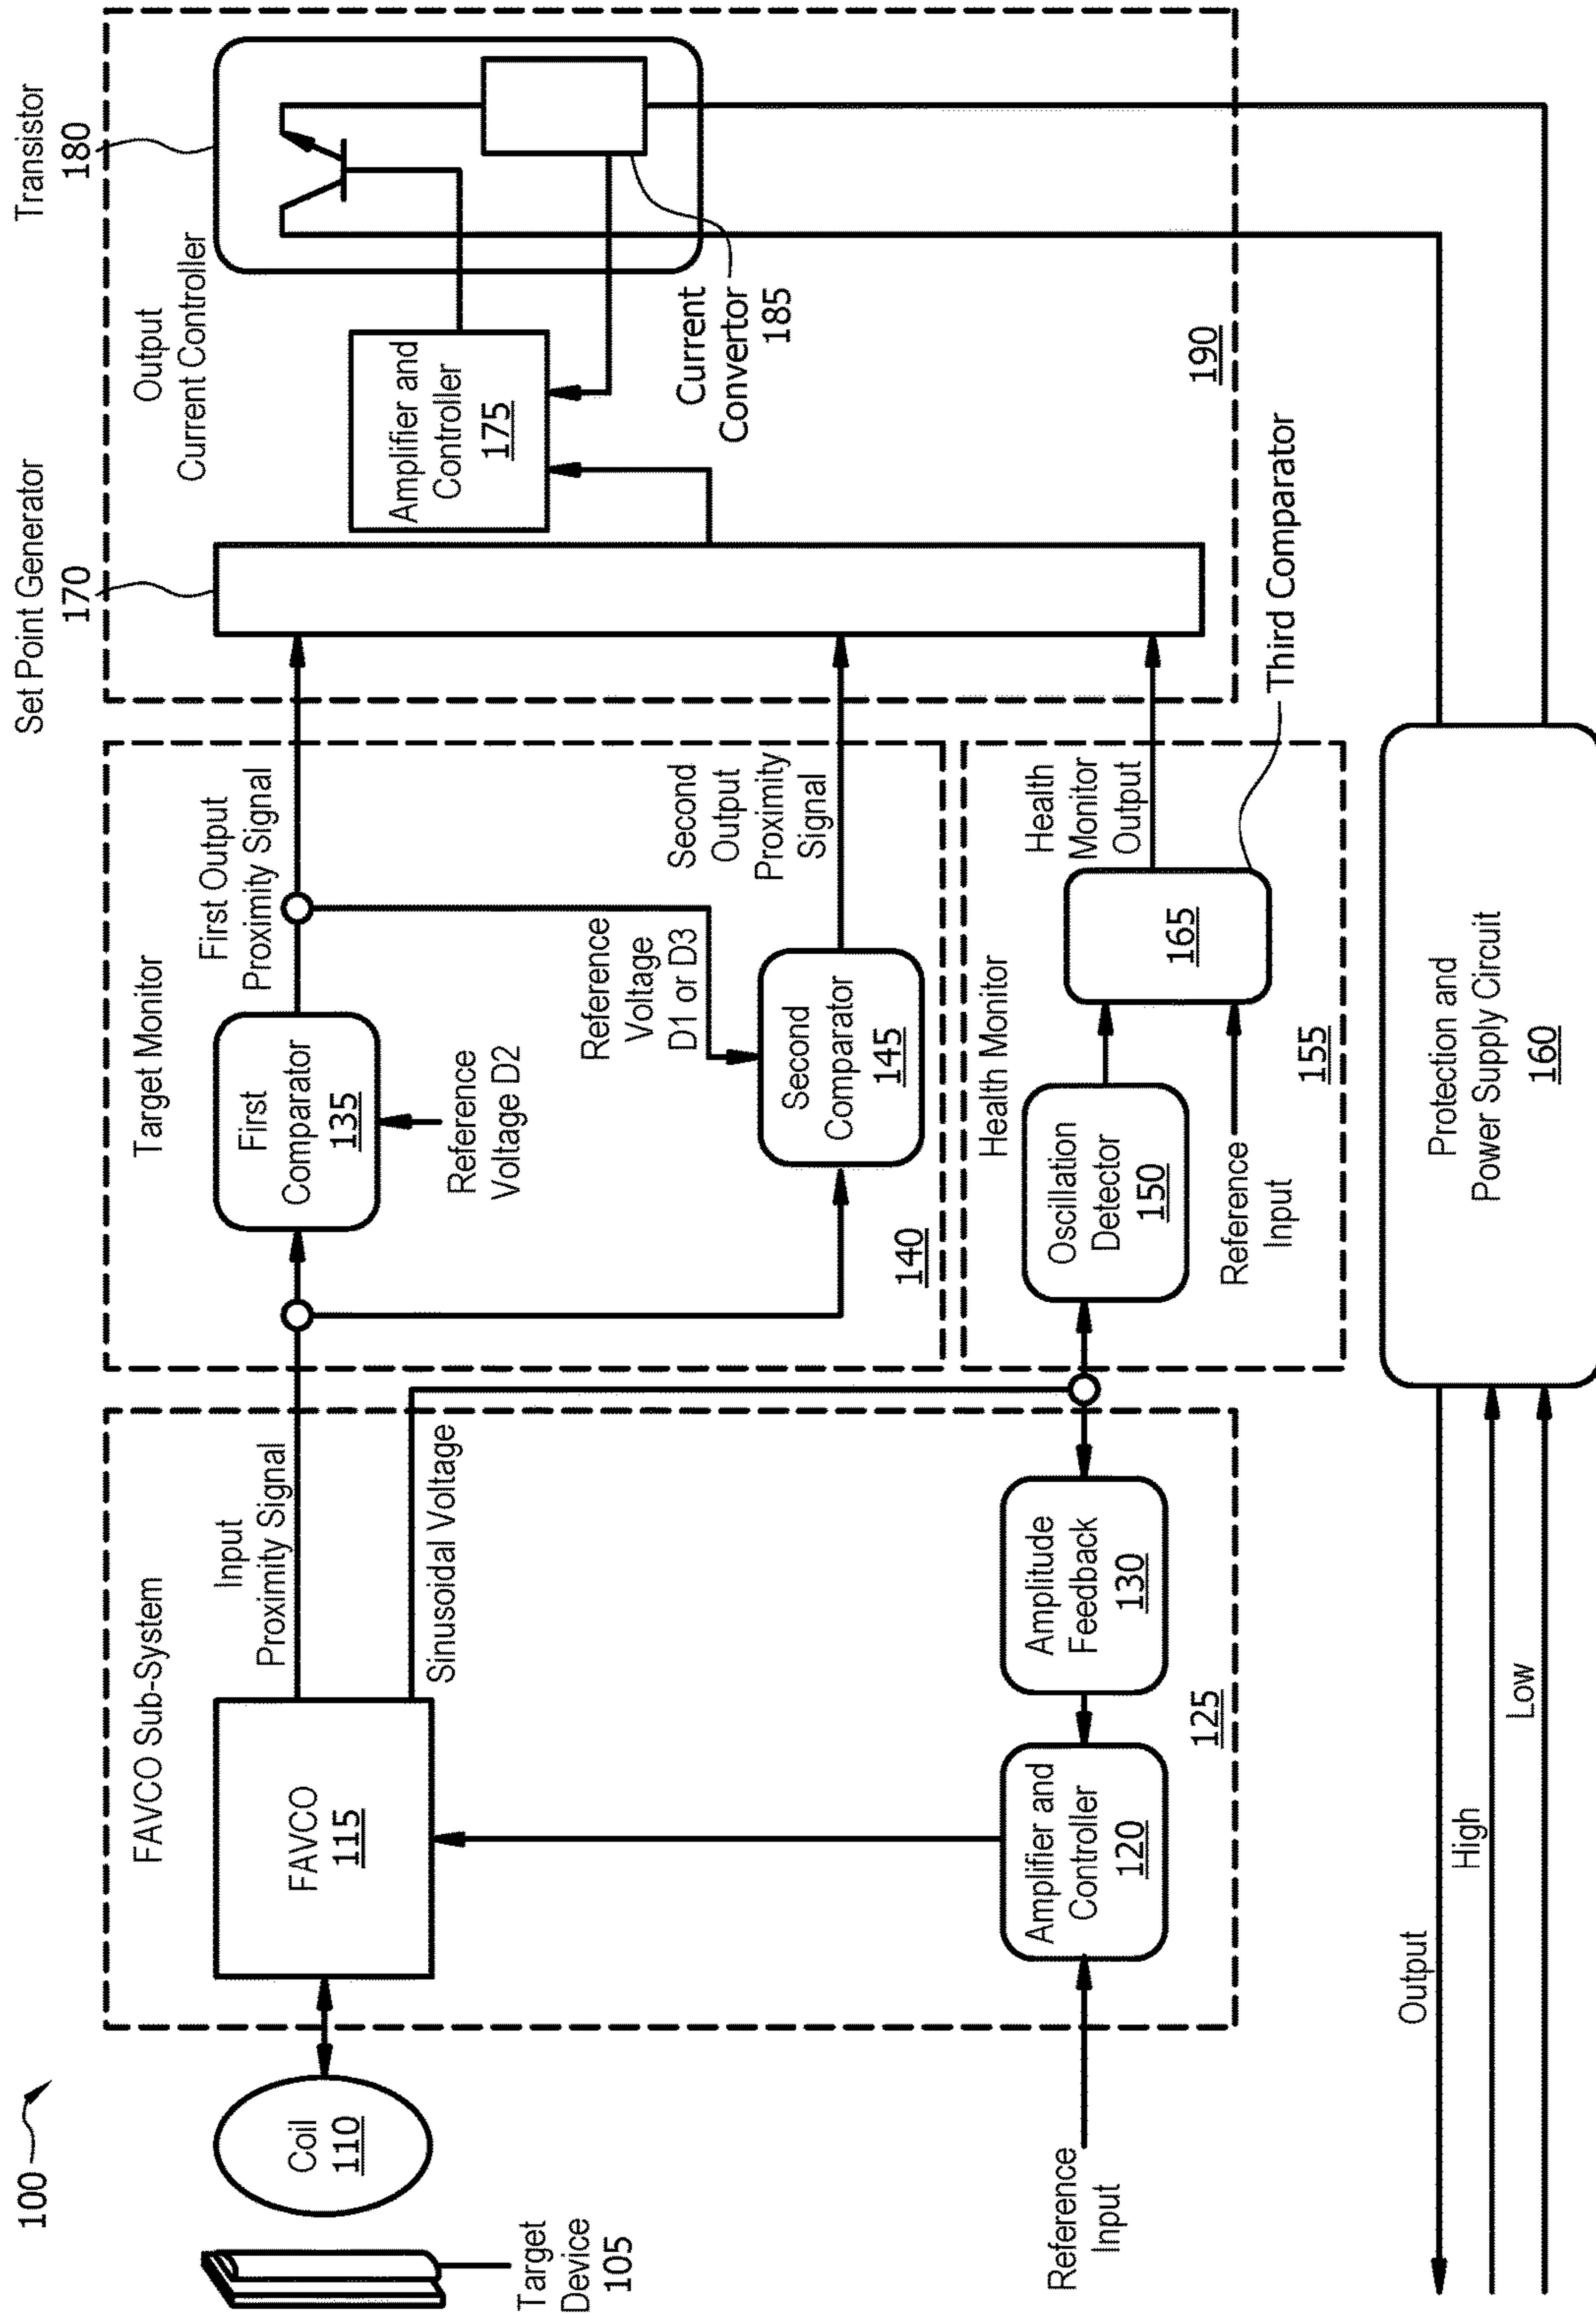 100
Target
Device
105
Coil
110
FAVCO Sub-System
FAVCO
115
Input
Proximity Signal
Sinusoidal Voltage
Reference
Input
Amplifier and
Controller
120
Amplitude
Feedback
130
125
Target Monitor
First
Comparator
135
Reference
Voltage D2
First Output
Proximity Signal
Reference
Voltage
D1 or D3
Second
Comparator
145
Second
Output
Proximity
Signal
140
Health Monitor
Oscillation
Detector
150
Reference
Input
165
Health
Monitor
Output
Third Comparator
155
Set Point Generator
170
Output
Current Controller
Amplifier and
Controller
175
Transistor
180
Current
Convertor
185
190
Output
High
Low
Protection and
Power Supply Circuit
160